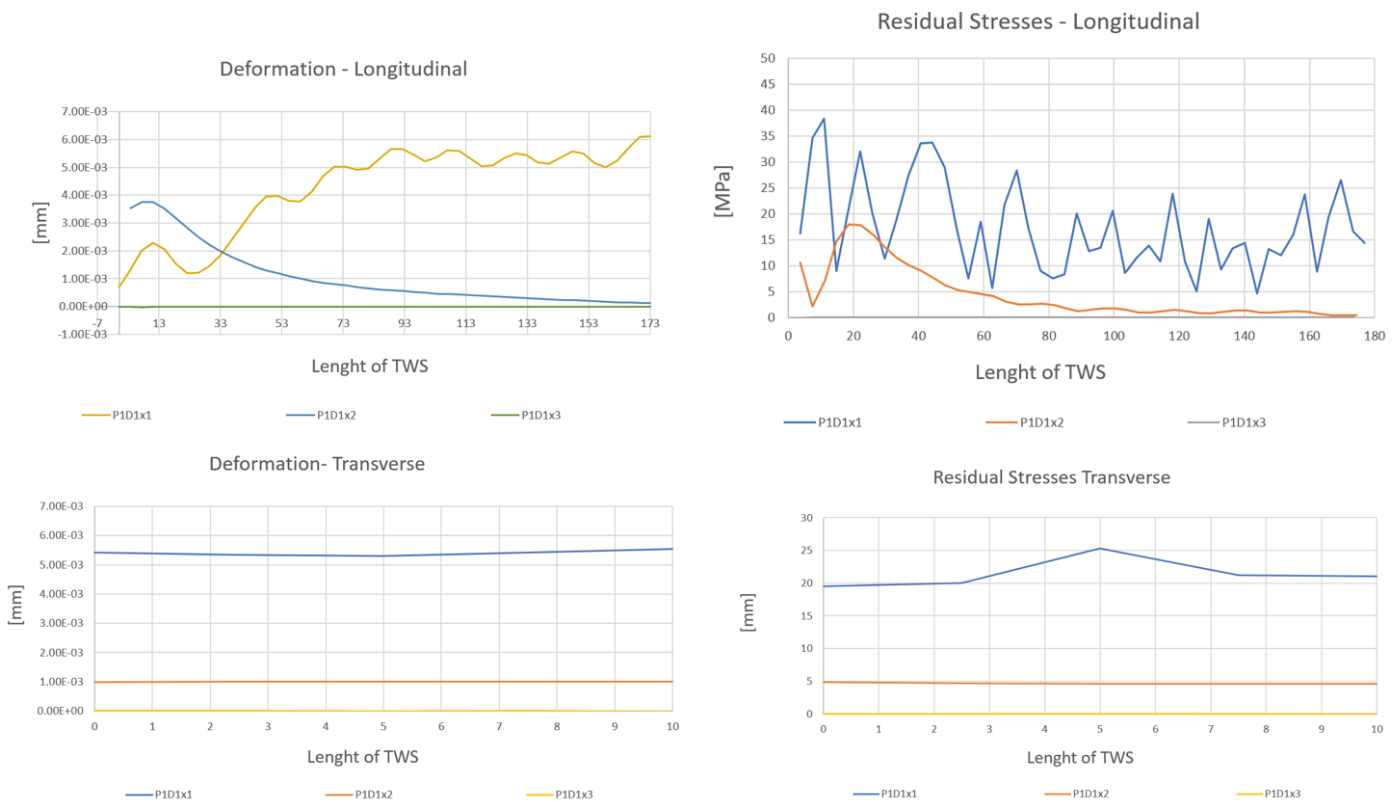 Deformation - Longitudinal
7.00E-03
6.00E-03
5.00E-03
4.00E-03
3.00E-03
2.00E-03
1.00E-03
0.00E+00
-1.00E-03
[mm]
-7 13 33 53 73 93 113 133 153 173
Lenght of TWS
P1D1x1 P1D1x2 P1D1x3
Residual Stresses - Longitudinal
50
45
40
35
30
25
20
15
10
5
0
[MPa]
0 20 40 60 80 100 120 140 160 180
Lenght of TWS
P1D1x1 P1D1x2 P1D1x3
Deformation- Transverse
7.00E-03
6.00E-03
5.00E-03
4.00E-03
3.00E-03
2.00E-03
1.00E-03
0.00E+00
[mm]
0 1 2 3 4 5 6 7 8 9 10
Lenght of TWS
P1D1x1 P1D1x2 P1D1x3
Residual Stresses Transverse
30
25
20
15
10
5
0
[mm]
0 1 2 3 4 5 6 7 8 9 10
Lenght of TWS
P1D1x1 P1D1x2 P1D1x3